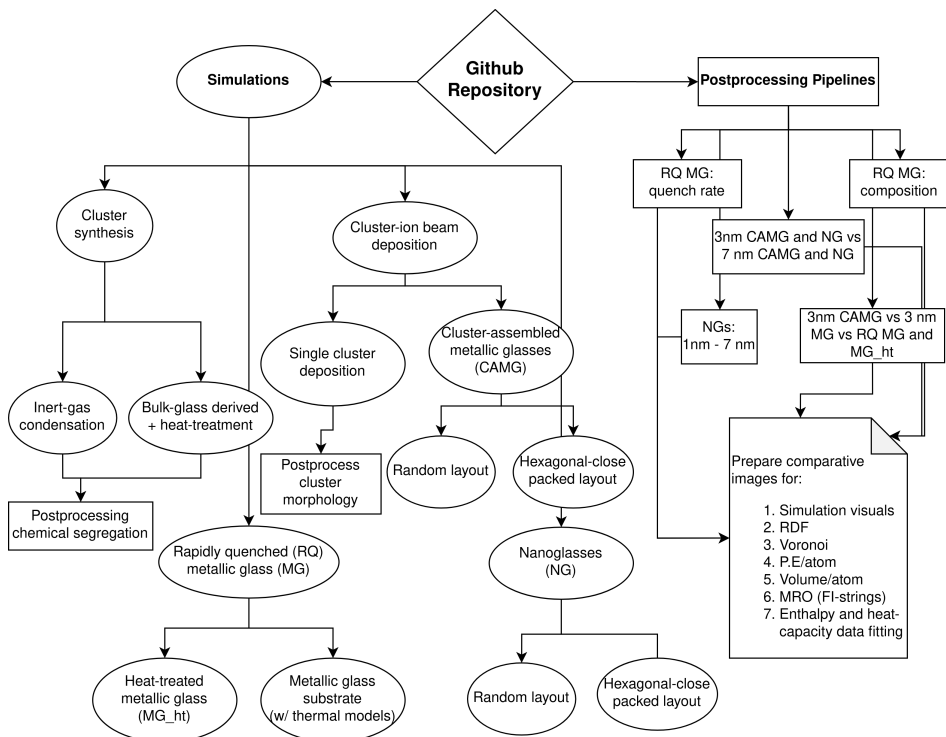 Github
Repository
Simulations
Postprocessing Pipelines
RQ MG:
quench rate
RQ MG:
composition
Cluster
synthesis
Cluster-ion beam
deposition
3nm CAMG and NG vs
7 nm CAMG and NG
NGs:
1nm - 7 nm
3nm CAMG vs 3 nm
MG vs RQ MG and
MG_ht
Single cluster
deposition
Cluster-assembled
metallic glasses
(CAMG)
Inert-gas
condensation
Bulk-glass derived
+ heat-treatment
Postprocess
cluster
morphology
Random layout
Hexagonal-close
packed layout
Postprocessing
chemical segregation
Rapidly quenched (RQ)
metallic glass (MG)
Nanoglasses
(NG)
Prepare comparative
images for:
1. Simulation visuals
2. RDF
3. Voronoi
4. P.E/atom
5. Volume/atom
6. MRO (FI-strings)
7. Enthalpy and heat-
capacity data fitting
Heat-treated
metallic glass
(MG_ht)
Metallic glass
substrate
(w/ thermal models)
Random layout
Hexagonal-close
packed layout